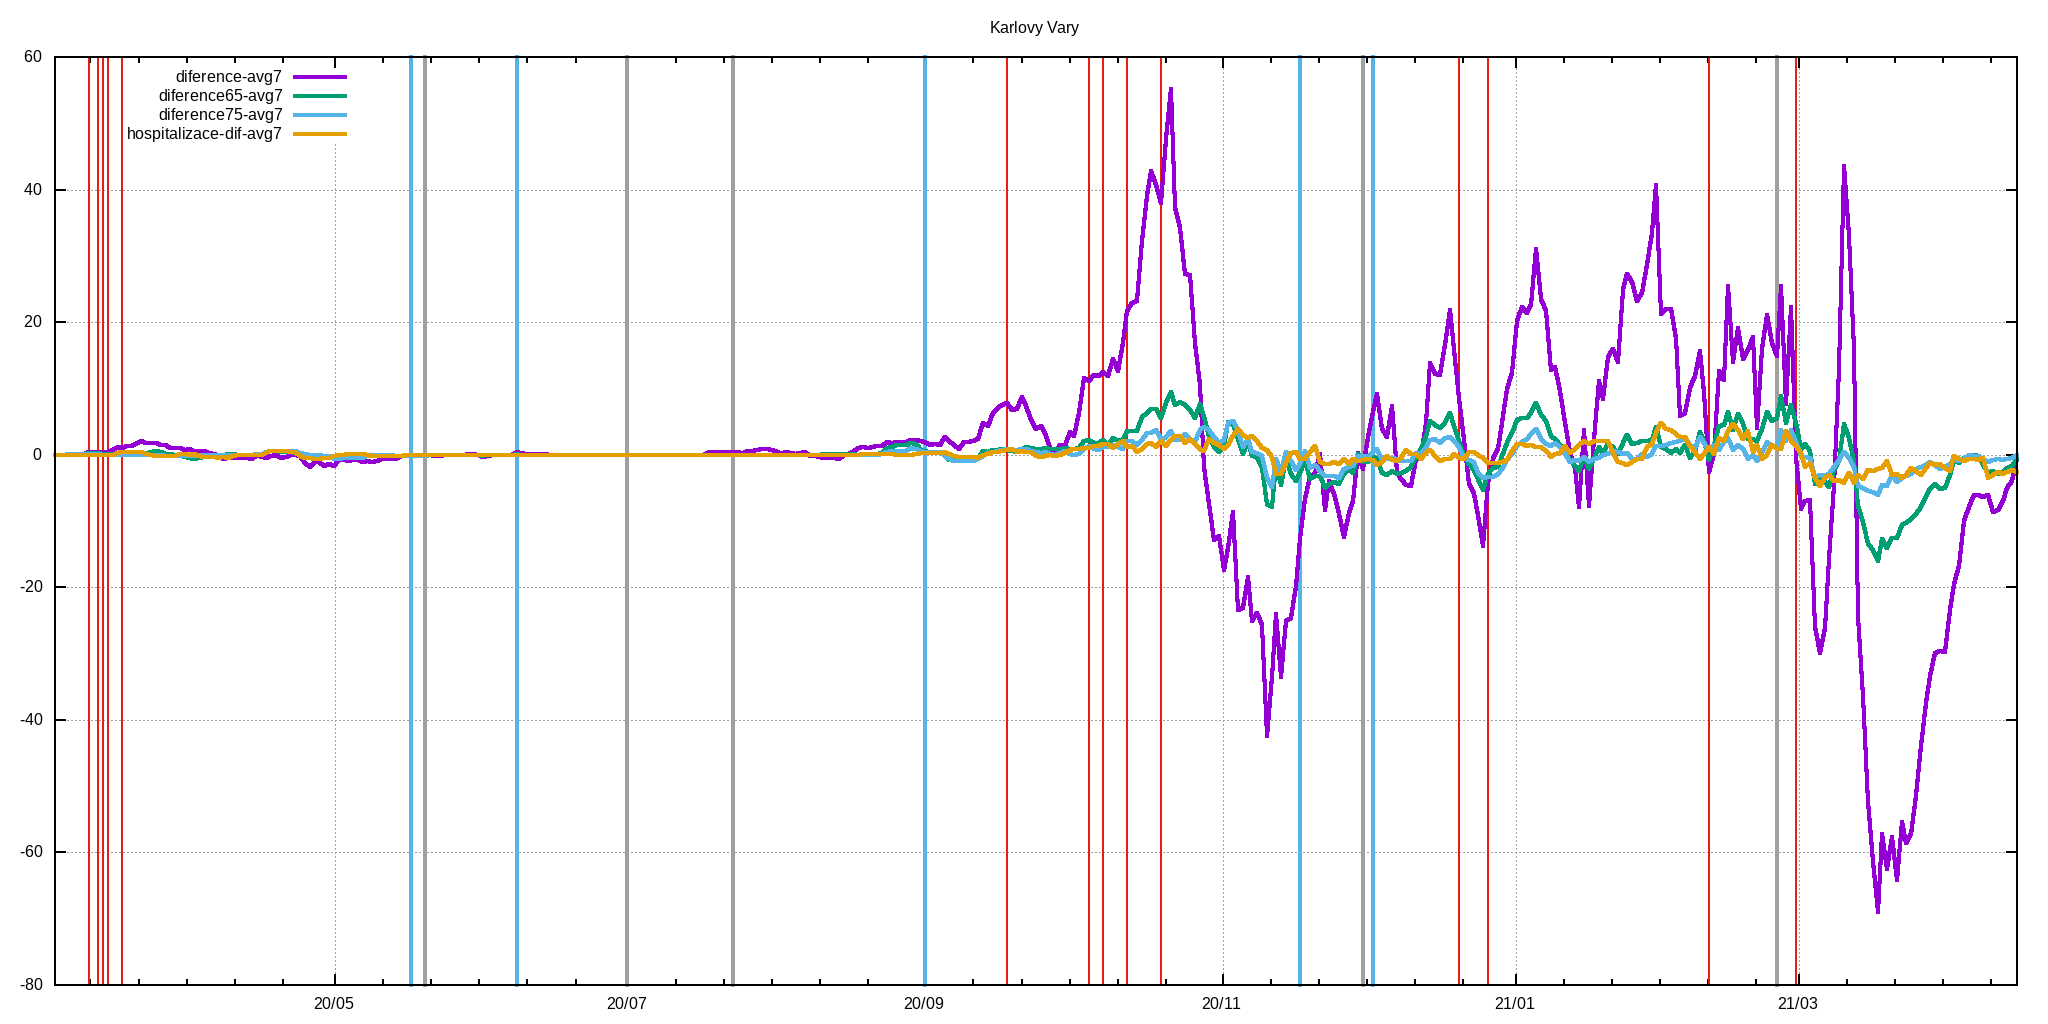 Karlovy Vary
60
40
20
0
-20
-40
-60
-80
diference-avg7
diference65-avg7
diference75-avg7
hospitalizace-dif-avg7
20/05 20/07 20/09 20/11 21/01 21/03